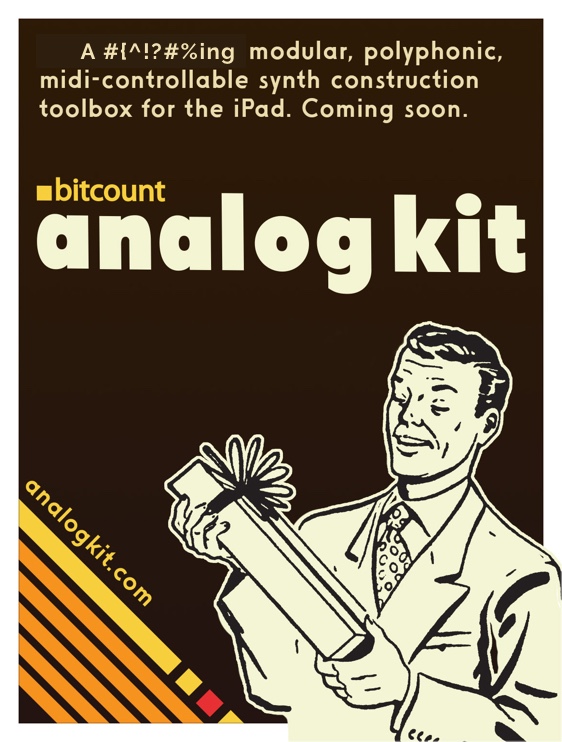 A #{^!?#%ing modular, polyphonic,
midi-controllable synth construction
toolbox for the iPad. Coming soon.
bitcount
analog kit
analogkit.com